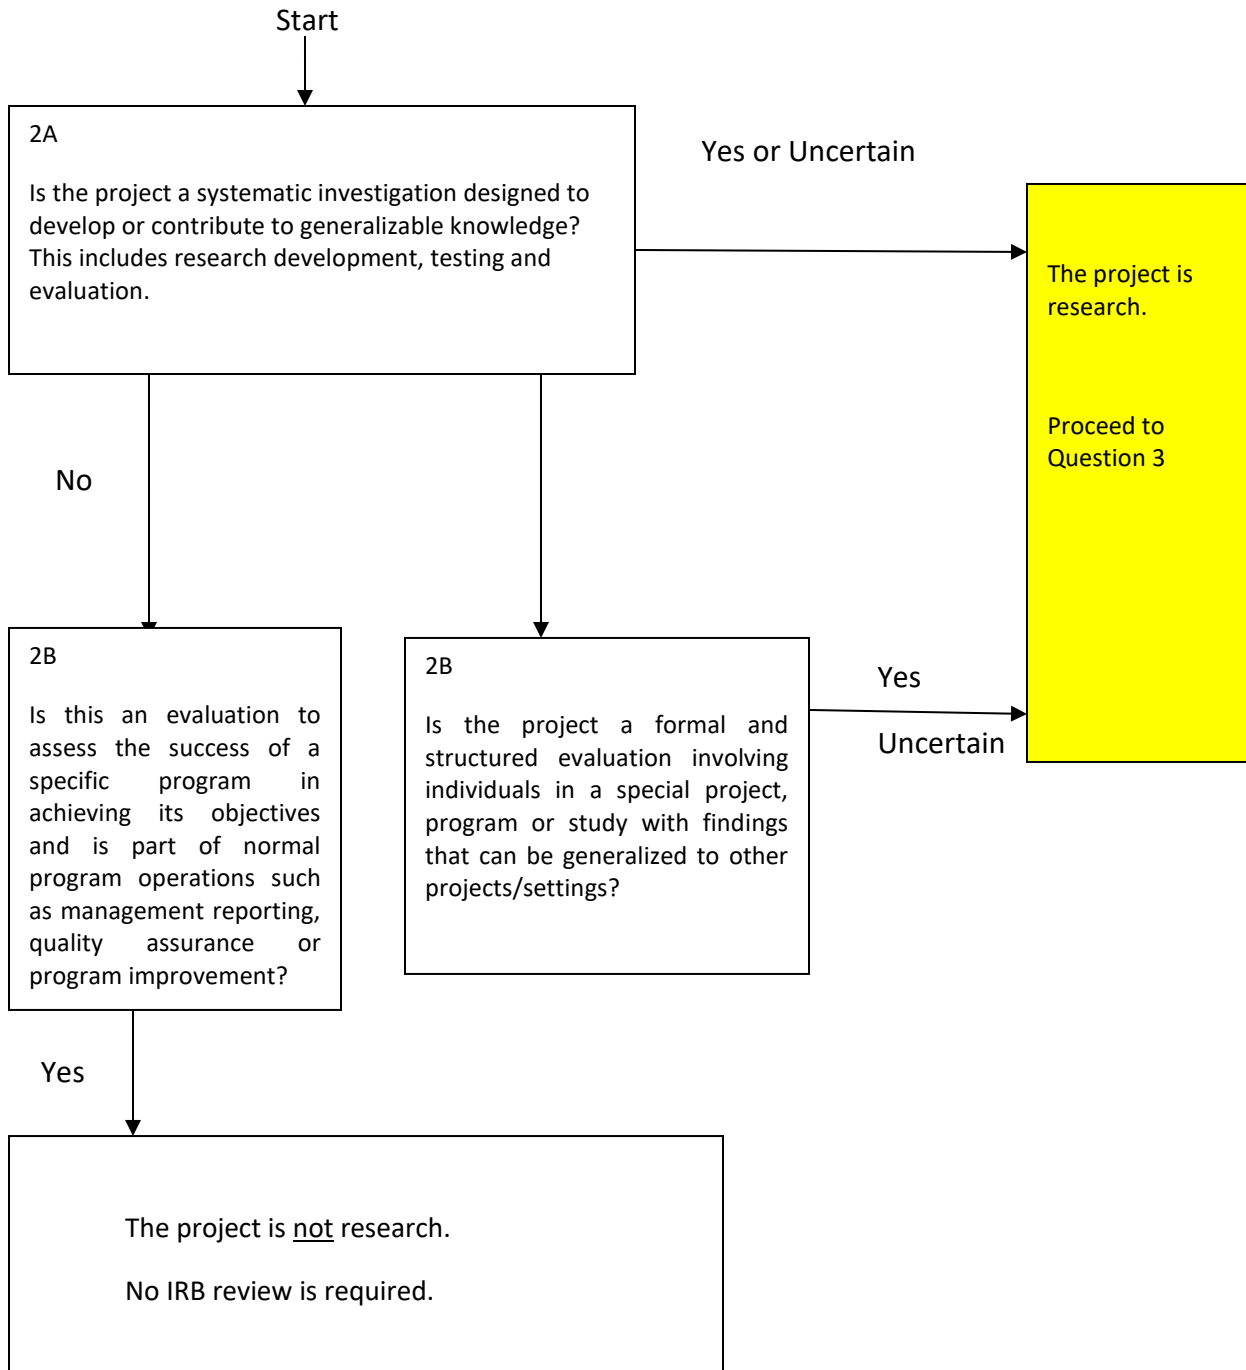 Start
2A
Is the project a systematic investigation designed to
develop or contribute to generalizable knowledge?
This includes research development, testing and
evaluation.
Yes or Uncertain
The project is
research.
Proceed to
Question 3
No
2B
Is this an evaluation to
assess the success of a
specific program in
achieving its objectives
and is part of normal
program operations such
as management reporting,
quality assurance or
program improvement?
2B
Is the project a formal and
structured evaluation involving
individuals in a special project,
program or study with findings
that can be generalized to other
projects/settings?
Yes
Uncertain
Yes
The project is not research.
No IRB review is required.